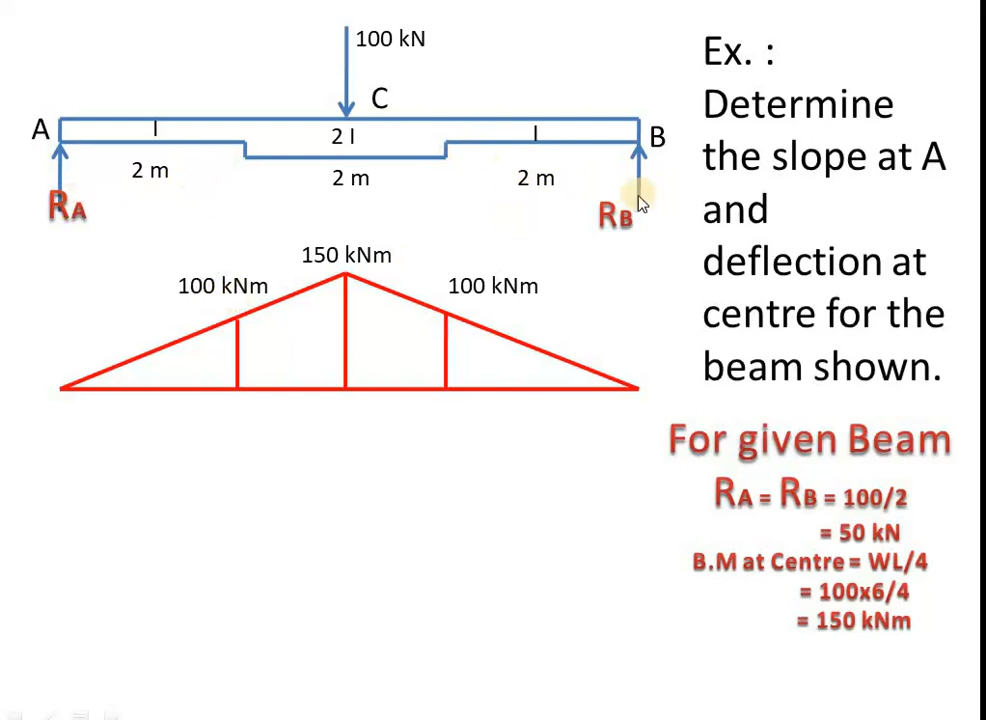 100 kN
C
A
I
2 I
I
B
2 m
2 m
2 m
RA
RB
150 kNm
100 kNm
100 kNm
Ex. :
Determine
the slope at A
and
deflection at
centre for the
beam shown.
For given Beam
RA = RB = 100/2
= 50 kN
B.M at Centre = WL/4
= 100x6/4
= 150 kNm